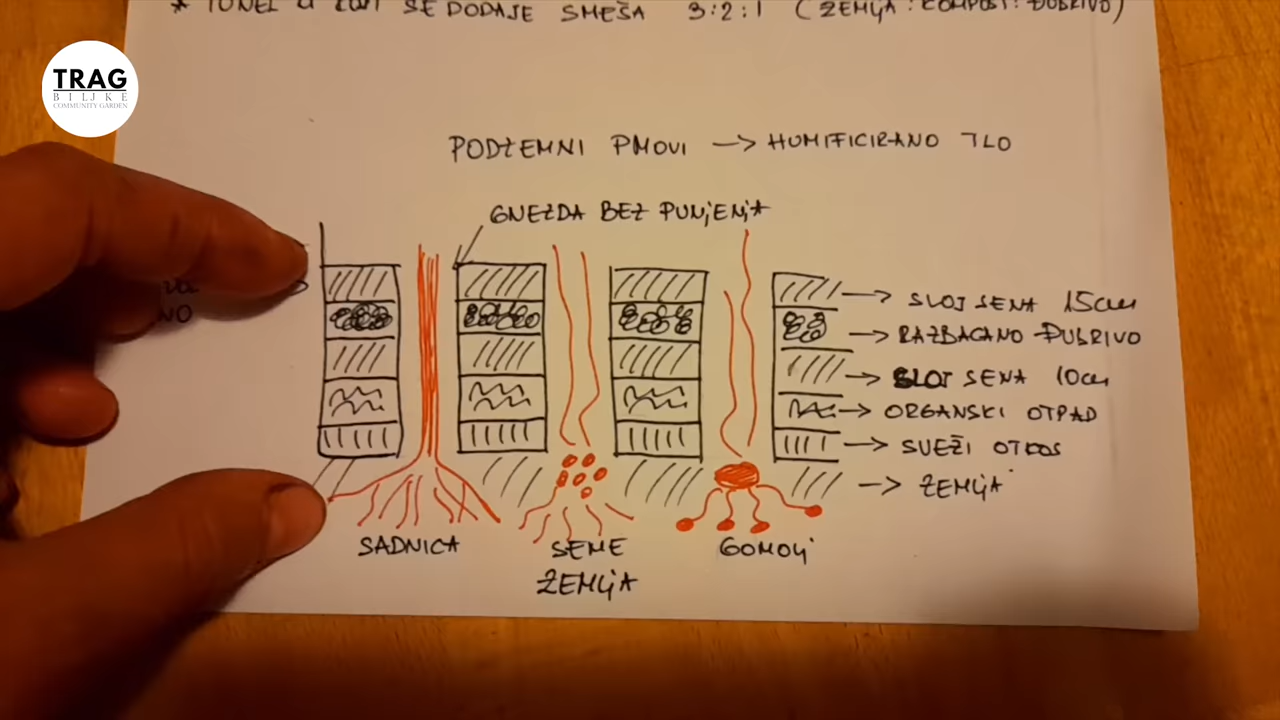 * TUNEL U ZONI SE DODAJE SMEŠA 3:2:1 (ZEMLjA : KOMPOST : ĐUBRIVO)
TRAG
BILJKE
COMMUNITY GARDEN
PODZEMNI PMOVI → HUMIFICIRANO TLO
GNEZDA BEZ PUNjENjA
NO
→ SLOJ SENA 15cm
→ RAZBACANO ĐUBRIVO
→ SLOJ SENA 10cm
→ ORGANSKI OTPAD
→ SVEŽI OTKOS
→ ZEMLjA
SADNICA
SEME
GOMOLj
ZEMLjA